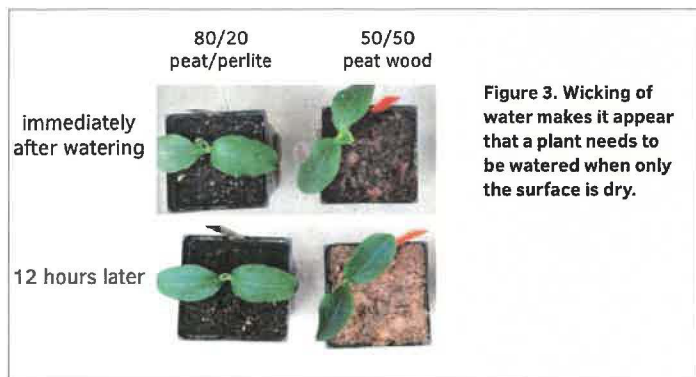 80/20
peat/perlite
50/50
peat wood
immediately
after watering
12 hours later
Figure 3. Wicking of
water makes it appear
that a plant needs to
be watered when only
the surface is dry.